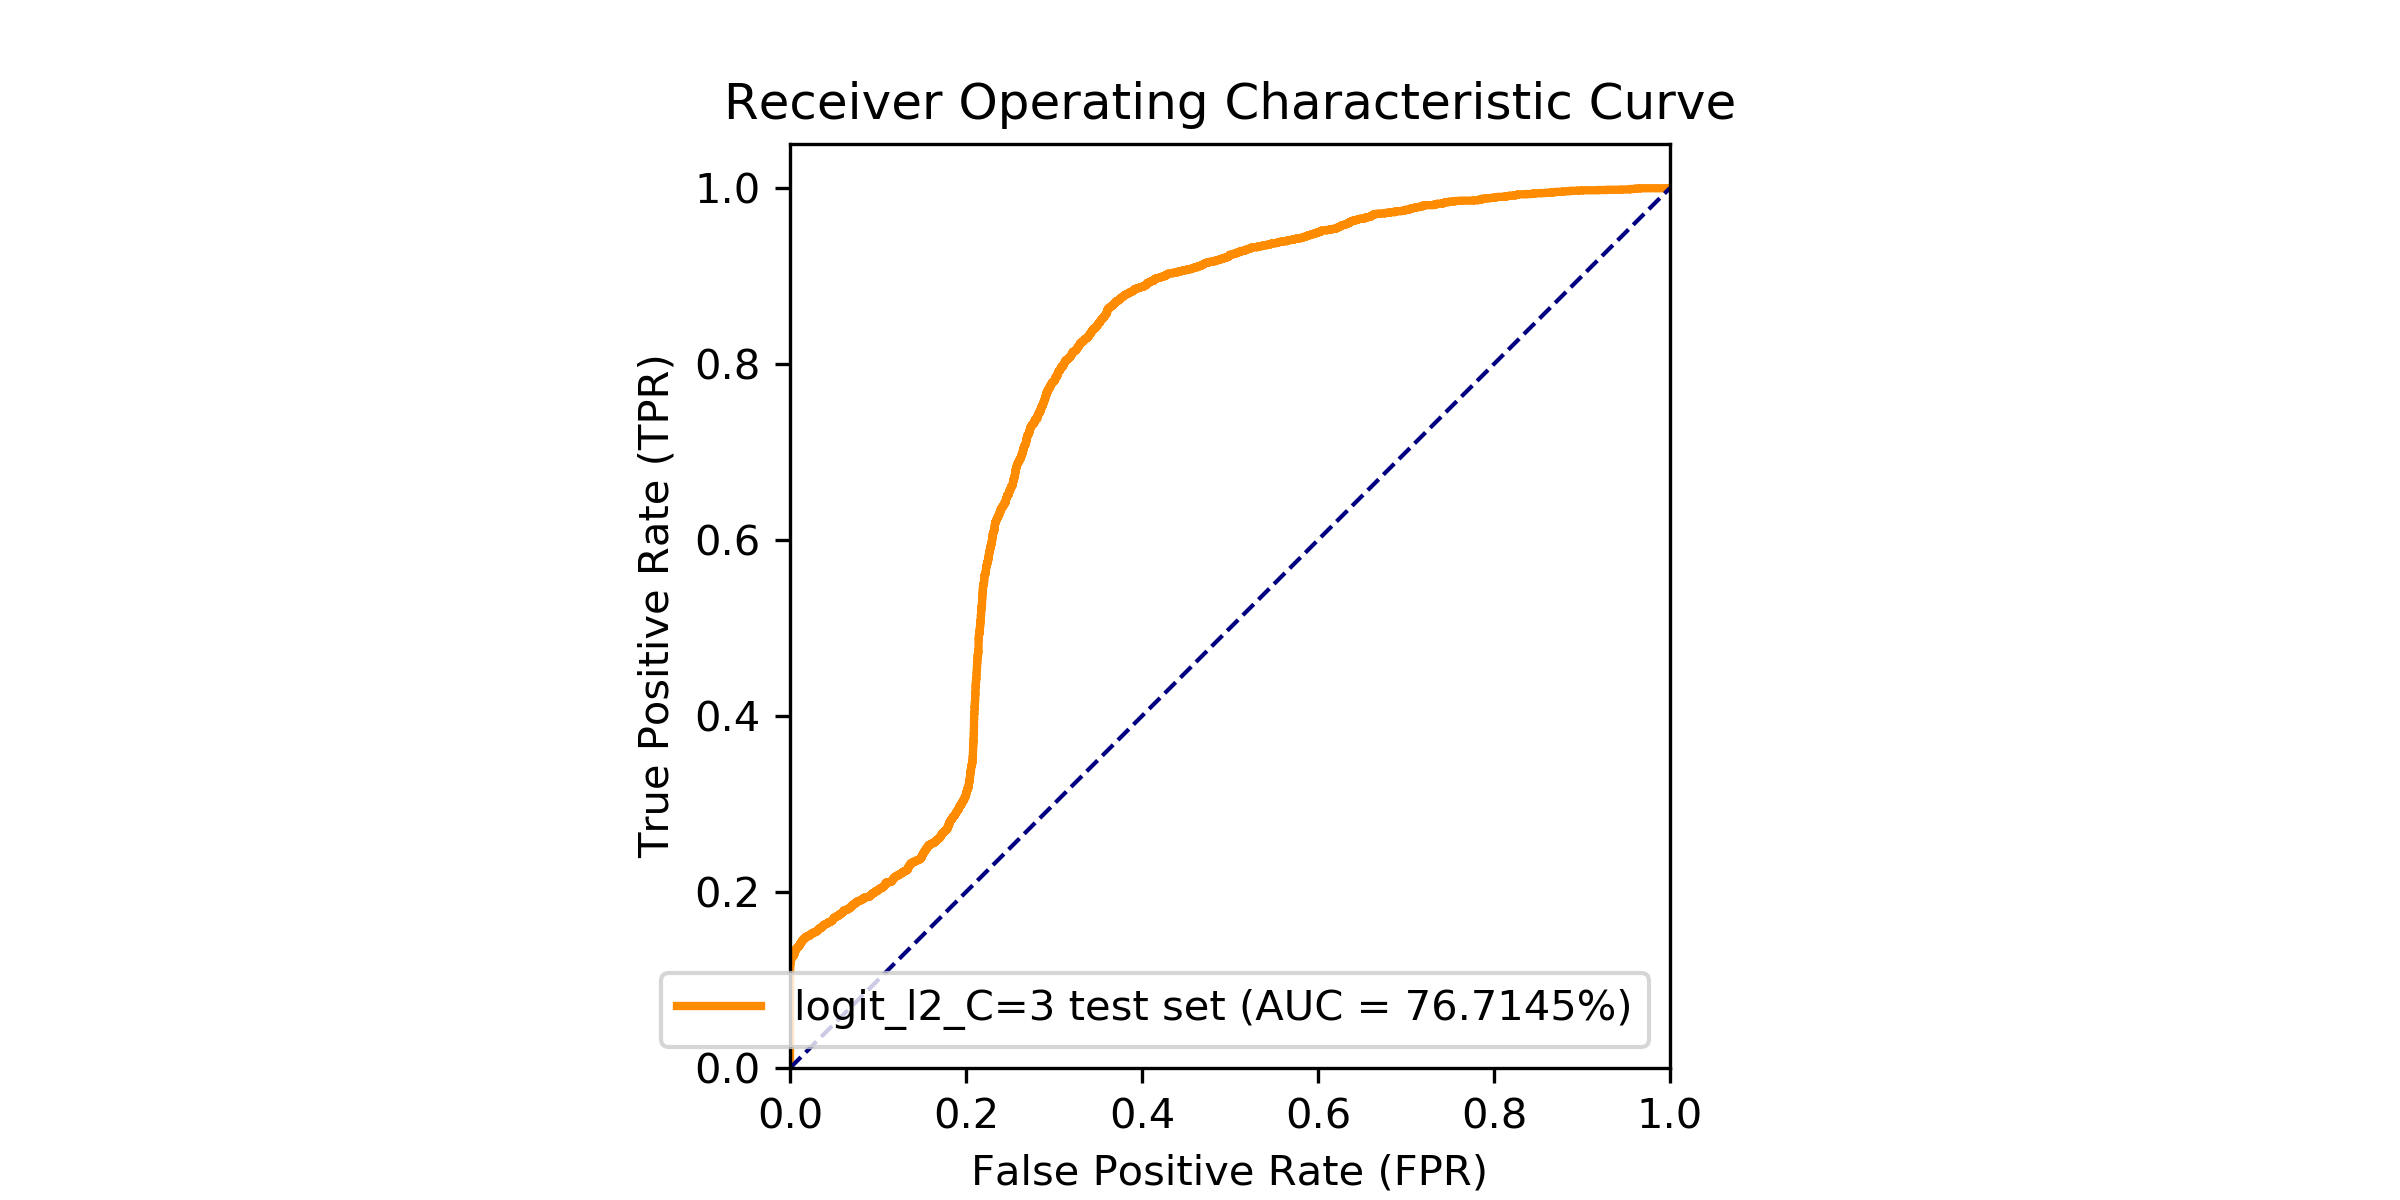 Receiver Operating Characteristic Curve
True Positive Rate (TPR)
1.0
0.8
0.6
0.4
0.2
0.0
logit_l2_C=3 test set (AUC = 76.7145%)
0.0 0.2 0.4 0.6 0.8 1.0
False Positive Rate (FPR)